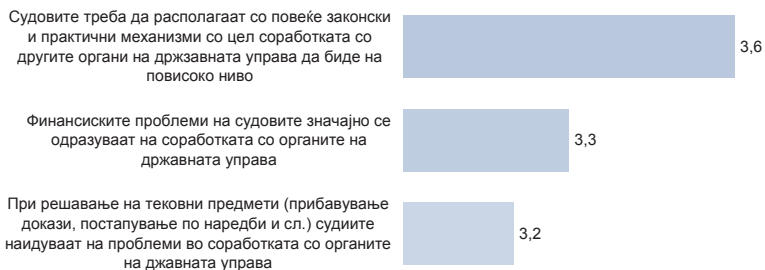 Судовите треба да располагаат со повеќе законски
и практични механизми со цел соработката со
другите органи на држзавната управа да биде на
повисоко ниво
3,6
Финансиските проблеми на судовите значајно се
одразуваат на соработката со органите на
државната управа
3,3
При решавање на тековни предмети (прибавување
докази, постапување по наредби и сл.) судиите
наидуваат на проблеми во соработката со органите
на джавната управа
3,2